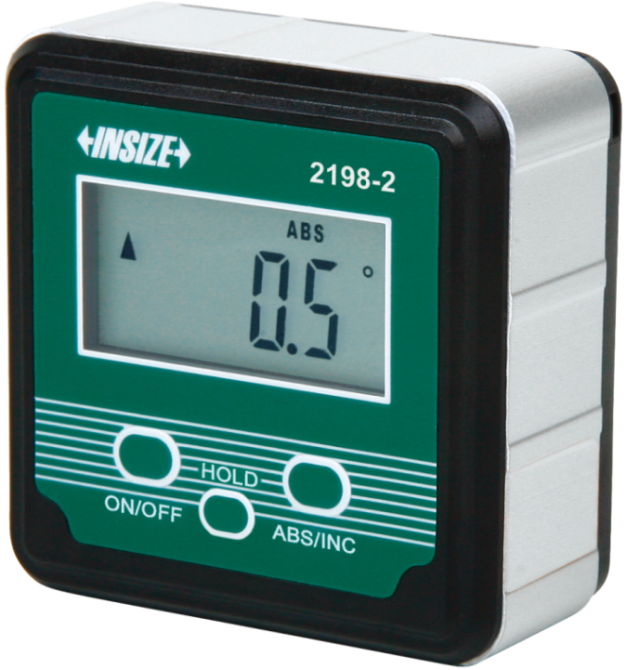 INSIZE
2198-2
ABS
0.5°
HOLD
ON/OFF
ABS/INC